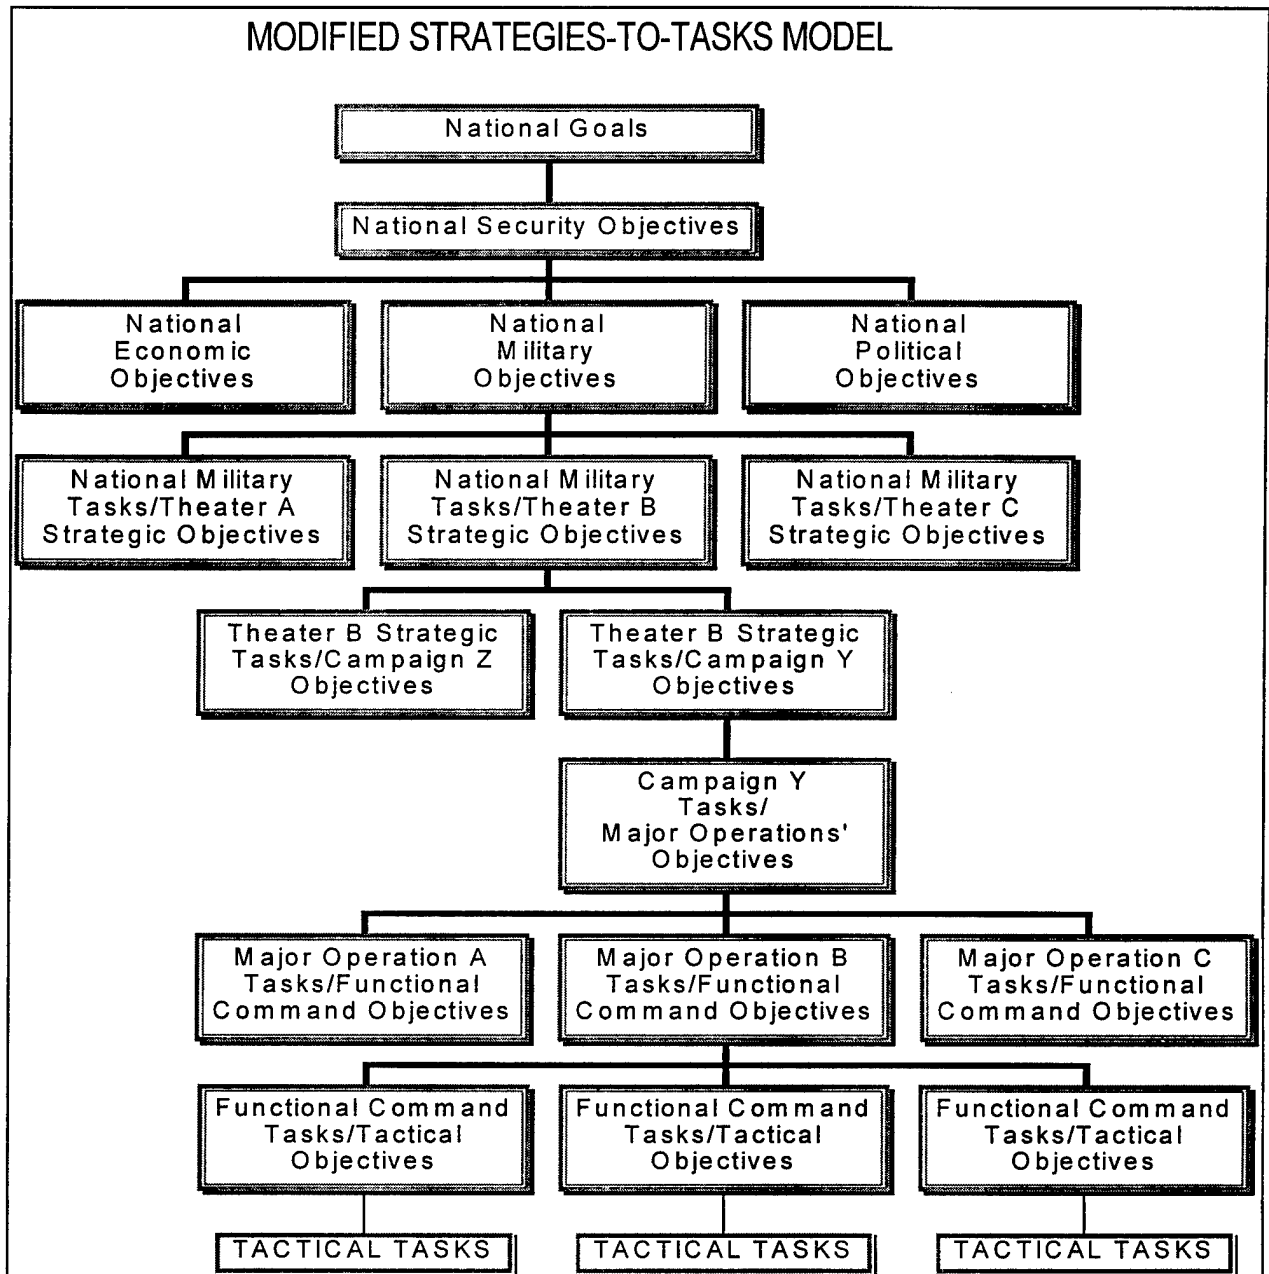 MODIFIED STRATEGIES-TO-TASKS MODEL
National Goals
National Security Objectives
National
Economic
Objectives
National
Military
Objectives
National
Political
Objectives
National Military
Tasks/Theater A
Strategic Objectives
National Military
Tasks/Theater B
Strategic Objectives
National Military
Tasks/Theater C
Strategic Objectives
Theater B Strategic
Tasks/Campaign Z
Objectives
Theater B Strategic
Tasks/Campaign Y
Objectives
Campaign Y
Tasks/
Major Operations'
Objectives
Major Operation A
Tasks/Functional
Command Objectives
Major Operation B
Tasks/Functional
Command Objectives
Major Operation C
Tasks/Functional
Command Objectives
Functional Command
Tasks/Tactical
Objectives
Functional Command
Tasks/Tactical
Objectives
Functional Command
Tasks/Tactical
Objectives
TACTICAL TASKS
TACTICAL TASKS
TACTICAL TASKS